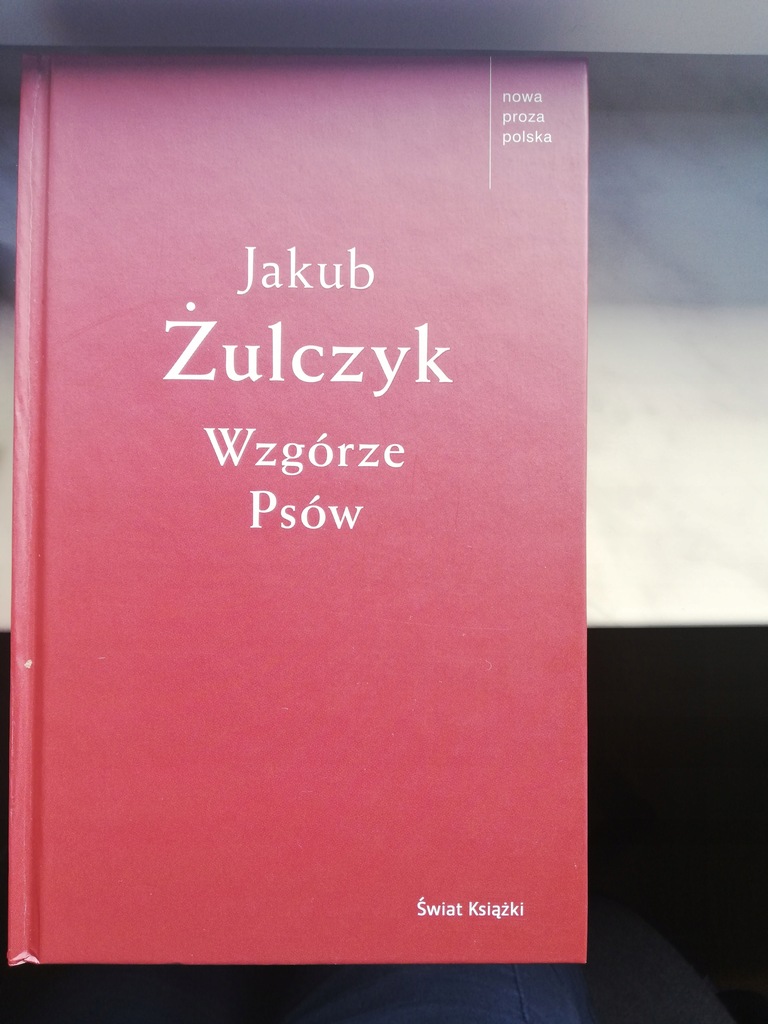 nowa
proza
polska
Jakub
Żulczyk
Wzgórze
Psów
Świat Książki